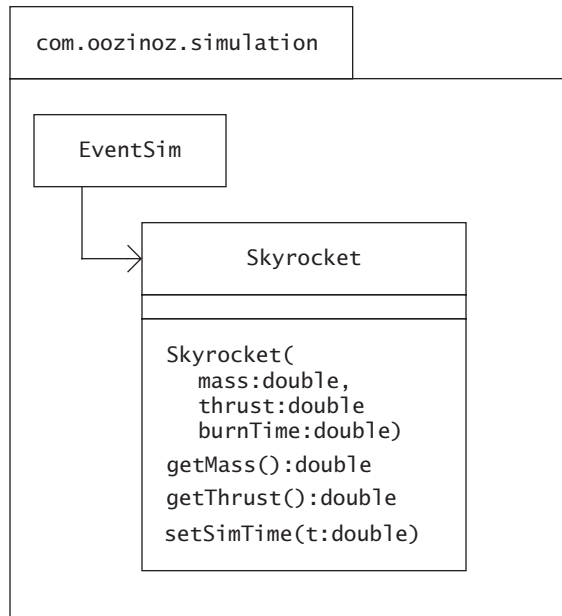 com.oozinoz.simulation
EventSim
Skyrocket
Skyrocket(
mass:double,
thrust:double
burnTime:double)
getMass():double
getThrust():double
setSimTime(t:double)